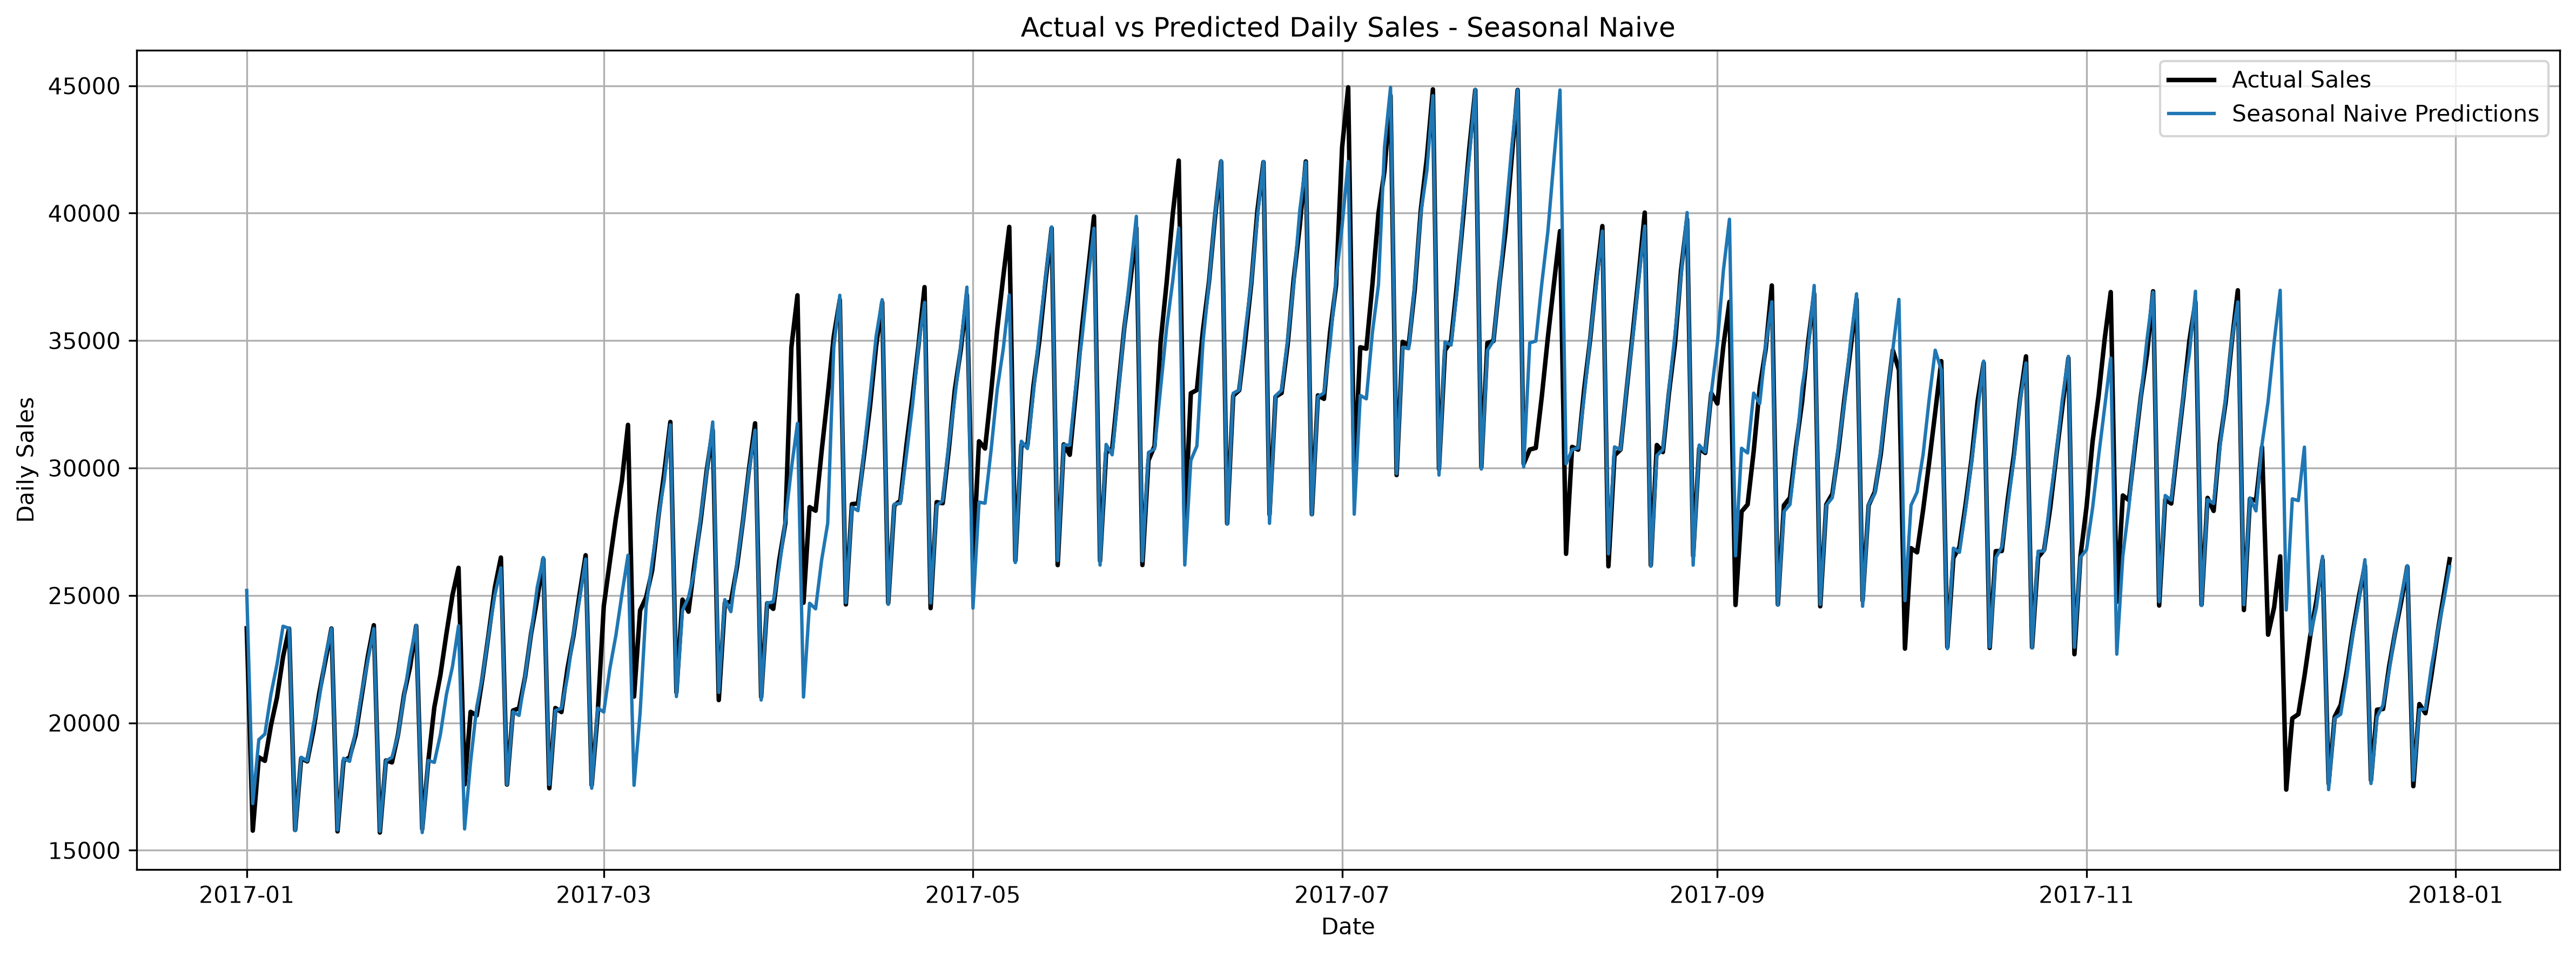 Actual vs Predicted Daily Sales - Seasonal Naive
Actual Sales
Seasonal Naive Predictions
Daily Sales
45000
40000
35000
30000
25000
20000
15000
2017-01
2017-03
2017-05
2017-07
2017-09
2017-11
2018-01
Date